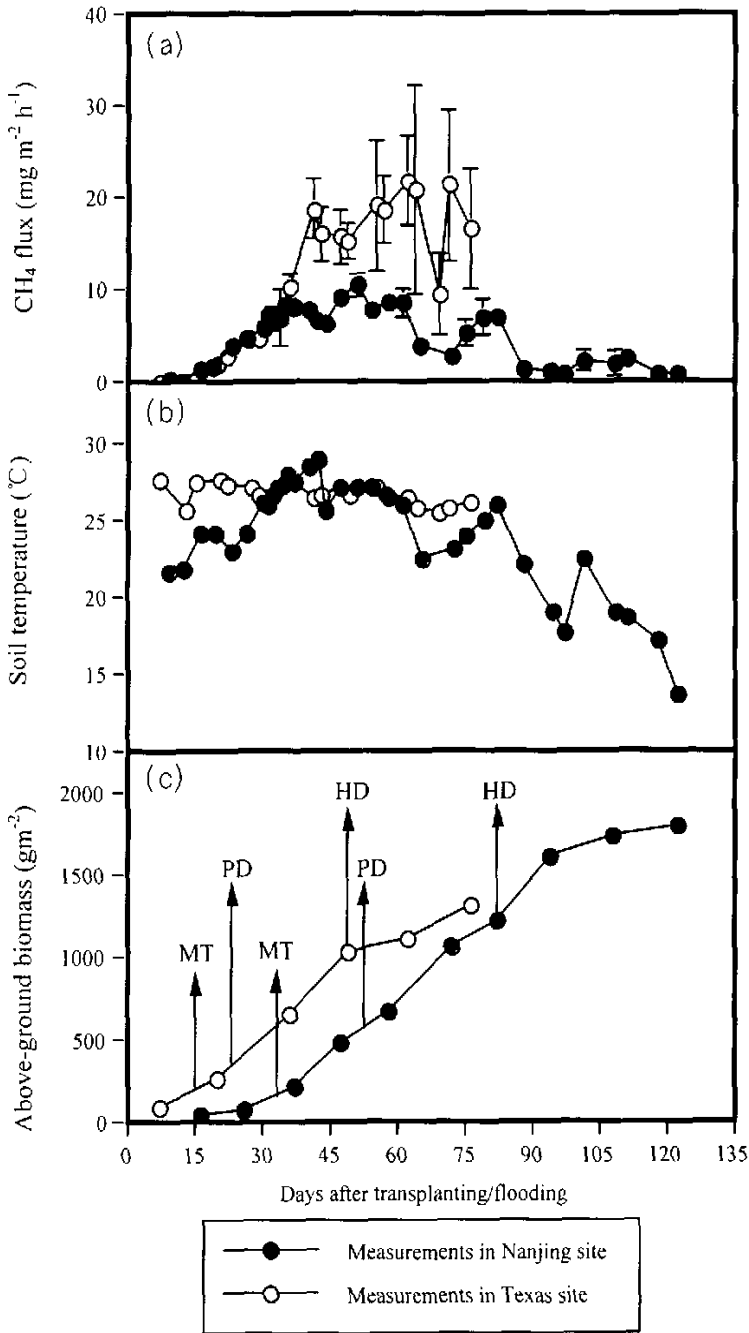 40
(a)
30
20
10
0
CH₄ flux (mg m⁻² h⁻¹)
(b)
30
25
20
15
10
Soil temperature (℃)
(c)
2000
1500
1000
500
0
Above-ground biomass (gm⁻²)
HD HD
PD PD
MT MT
0 15 30 45 60 75 90 105 120 135
Days after transplanting/flooding
Measurements in Nanjing site
Measurements in Texas site